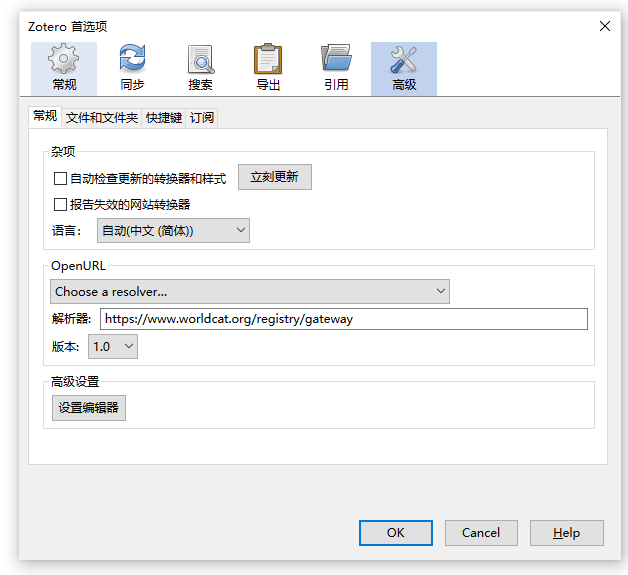 Zotero 首选项
常规 同步 搜索 导出 引用 高级
常规 文件和文件夹 快捷键 订阅
杂项
自动检查更新的转换器和样式 立刻更新
报告失效的网站转换器
语言: 自动(中文 (简体))
OpenURL
Choose a resolver...
解析器: https://www.worldcat.org/registry/gateway
版本: 1.0
高级设置
设置编辑器
OK Cancel Help